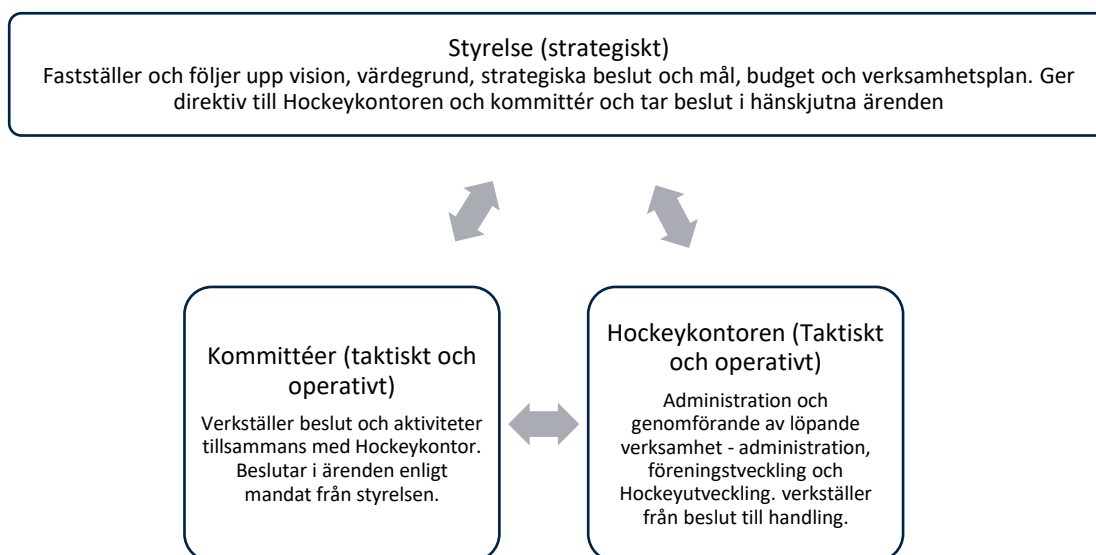 Styrelse (strategiskt)
Fastställer och följer upp vision, värdegrund, strategiska beslut och mål, budget och verksamhetsplan. Ger
direktiv till Hockeykontoren och kommittér och tar beslut i hänskjutna ärenden
Kommittéer (taktiskt och
operativt)
Verkställer beslut och aktiviteter
tillsammans med Hockeykontor.
Beslutar i ärenden enligt
mandat från styrelsen.
Hockeykontoren (Taktiskt
och operativt)
Administration och
genomförande av löpande
verksamhet - administration,
föreningstveckling och
Hockeyutveckling. verkställer
från beslut till handling.